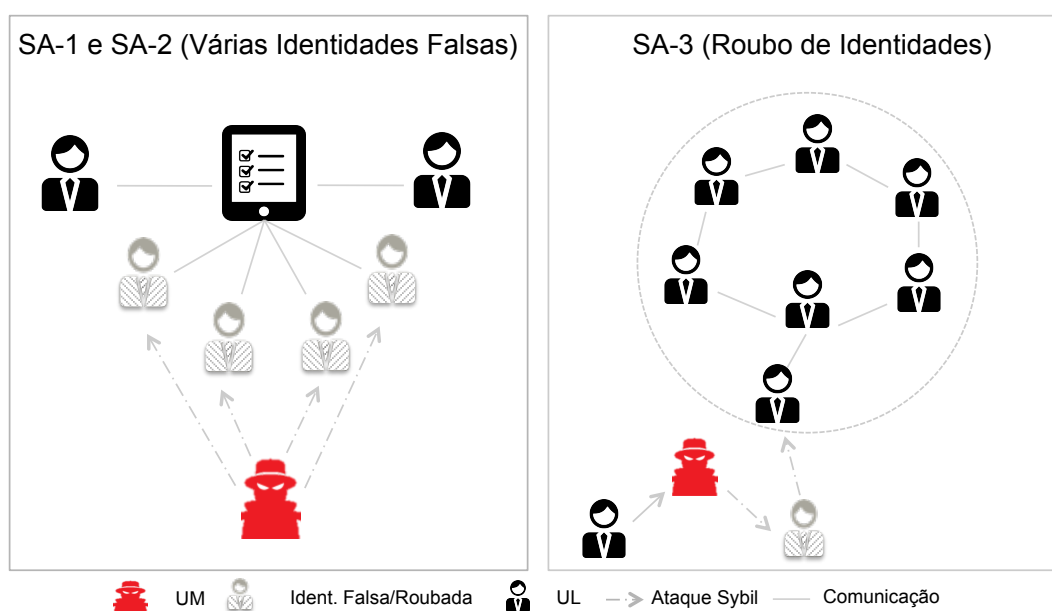 SA-1 e SA-2 (Várias Identidades Falsas)
SA-3 (Roubo de Identidades)
UM
Ident. Falsa/Roubada
UL
Ataque Sybil
Comunicação